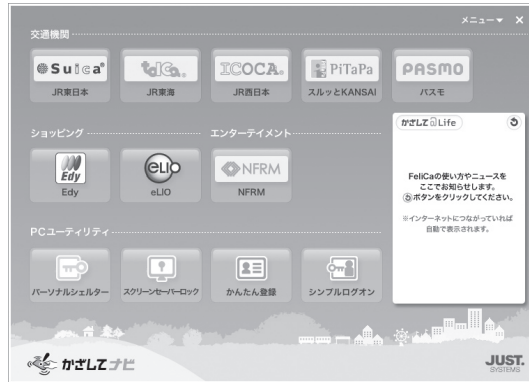 メニュー▼ ×
交通機関
Suica®
TOICa®
ICOCA®
PiTaPa
PASMO
JR東日本
JR東海
JR西日本
スルッとKANSAI
パスモ
ショッピング
エンターテイメント
Edy
eLIO
NFRM
Edy
eLIO
NFRM
かざして@Life
FeliCaの使い方やニュースを
ここでお知らせします。
ボタンをクリックしてください。
※インターネットにつながっていれば
自動で表示されます。
PCユーティリティ
パーソナルシェルター
スクリーンセーバーロック
かんたん登録
シンプルログオン
かざしてナビ
JUST.
SYSTEMS